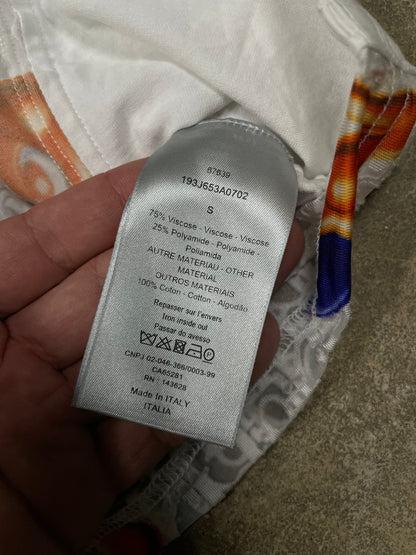 87839
193J653A0702
S
75% Viscose - Viscose - Viscose
25% Polyamide - Polyamide -
Poliamida
AUTRE MATERIAU - OTHER
MATERIAL
OUTROS MATERIAIS
100% Coton - Cotton - Algodão
Repasser sur l'envers
Iron inside out
Passar do avesso
CNPJ 02-046-366/0003-99
CA65281
RN : 143628
Made In ITALY
ITALIA